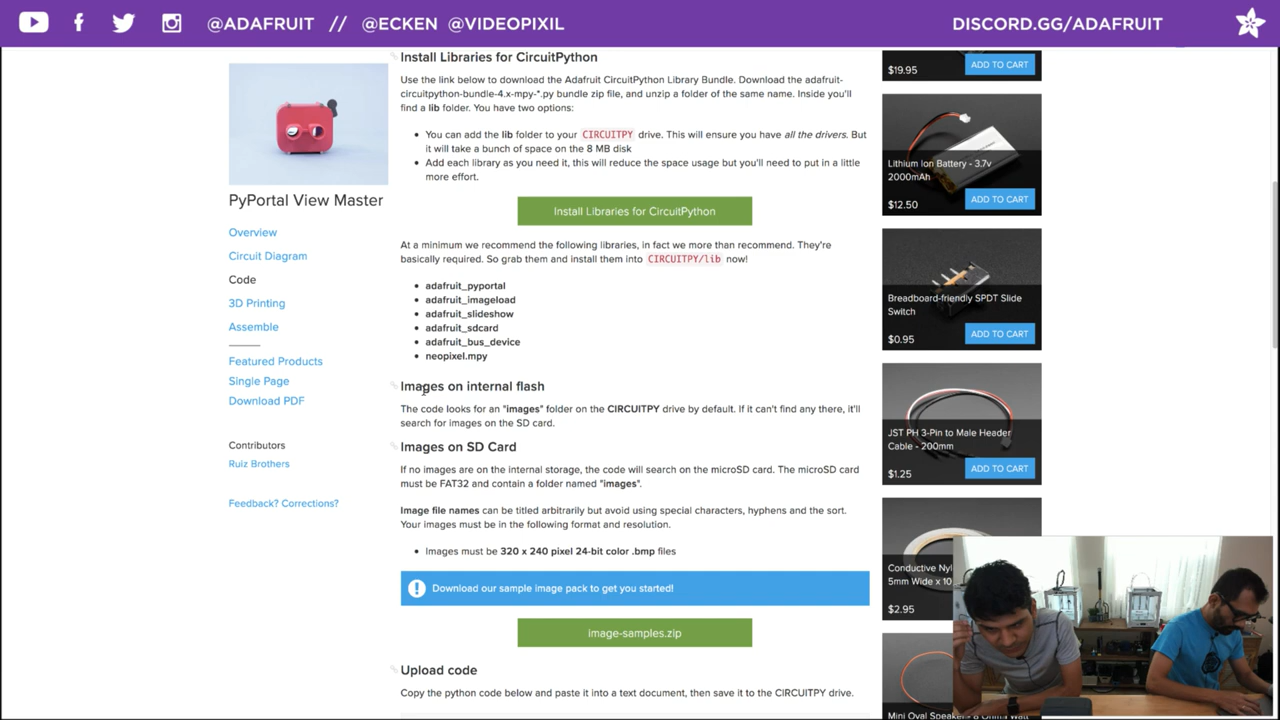 @ADAFRUIT // @ECKEN @VIDEOPIXIL
DISCORD.GG/ADAFRUIT
PyPortal View Master
Overview
Circuit Diagram
Code
3D Printing
Assemble
Featured Products
Single Page
Download PDF
Contributors
Ruiz Brothers
Feedback? Corrections?
Install Libraries for CircuitPython
Use the link below to download the Adafruit CircuitPython Library Bundle. Download the adafruit-
circuitpython-bundle-4.x-mpy-*.py bundle zip file, and unzip a folder of the same name. Inside you'll
find a lib folder. You have two options:
• You can add the lib folder to your CIRCUITPY drive. This will ensure you have all the drivers. But
it will take a bunch of space on the 8 MB disk
• Add each library as you need it, this will reduce the space usage but you'll need to put in a little
more effort.
Install Libraries for CircuitPython
At a minimum we recommend the following libraries, in fact we more than recommend. They're
basically required. So grab them and install them into CIRCUITPY/lib now!
• adafruit_pyportal
• adafruit_imageload
• adafruit_slideshow
• adafruit_sdcard
• adafruit_bus_device
• neopixel.mpy
Images on internal flash
The code looks for an "images" folder on the CIRCUITPY drive by default. If it can't find any there, it'll
search for images on the SD card.
Images on SD Card
If no images are on the internal storage, the code will search on the microSD card. The microSD card
must be FAT32 and contain a folder named "images".
Image file names can be titled arbitrarily but avoid using special characters, hyphens and the sort.
Your images must be in the following format and resolution.
• Images must be 320 x 240 pixel 24-bit color .bmp files
Download our sample image pack to get you started!
image-samples.zip
Upload code
Copy the python code below and paste it into a text document, then save it to the CIRCUITPY drive.
$19.95
ADD TO CART
Lithium Ion Battery - 3.7v
2000mAh
$12.50
ADD TO CART
Breadboard-friendly SPDT Slide
Switch
$0.95
ADD TO CART
JST PH 3-Pin to Male Header
Cable - 200mm
$1.25
ADD TO CART
Conductive Nyl
5mm Wide x 10
$2.95
Mini Oval Speaker - 8